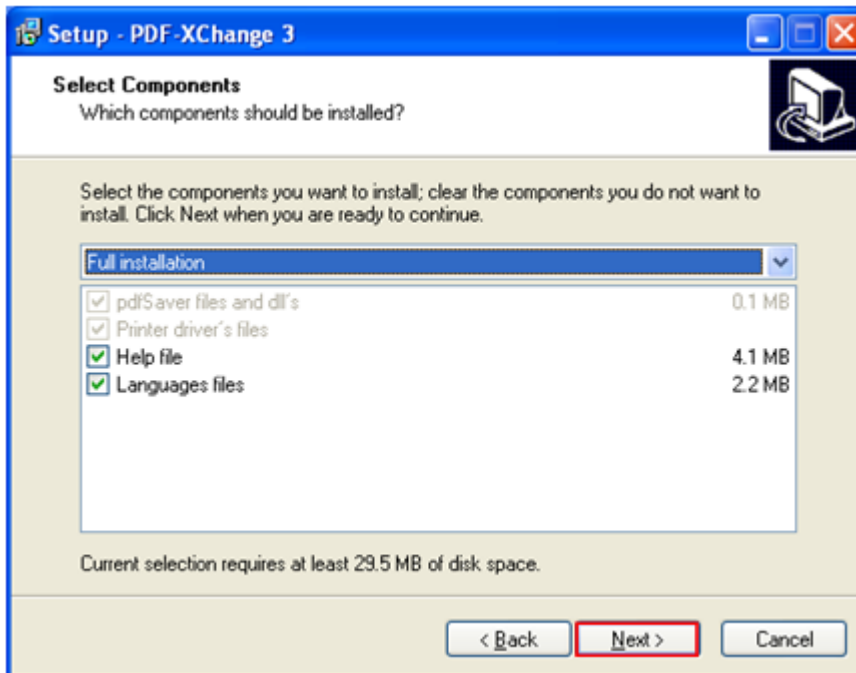 Setup - PDF-XChange 3
Select Components
Which components should be installed?
Select the components you want to install; clear the components you do not want to
install. Click Next when you are ready to continue.
Full installation
pdfSaver files and dll's 0.1 MB
Printer driver's files
Help file 4.1 MB
Languages files 2.2 MB
Current selection requires at least 29.5 MB of disk space.
< Back Next > Cancel